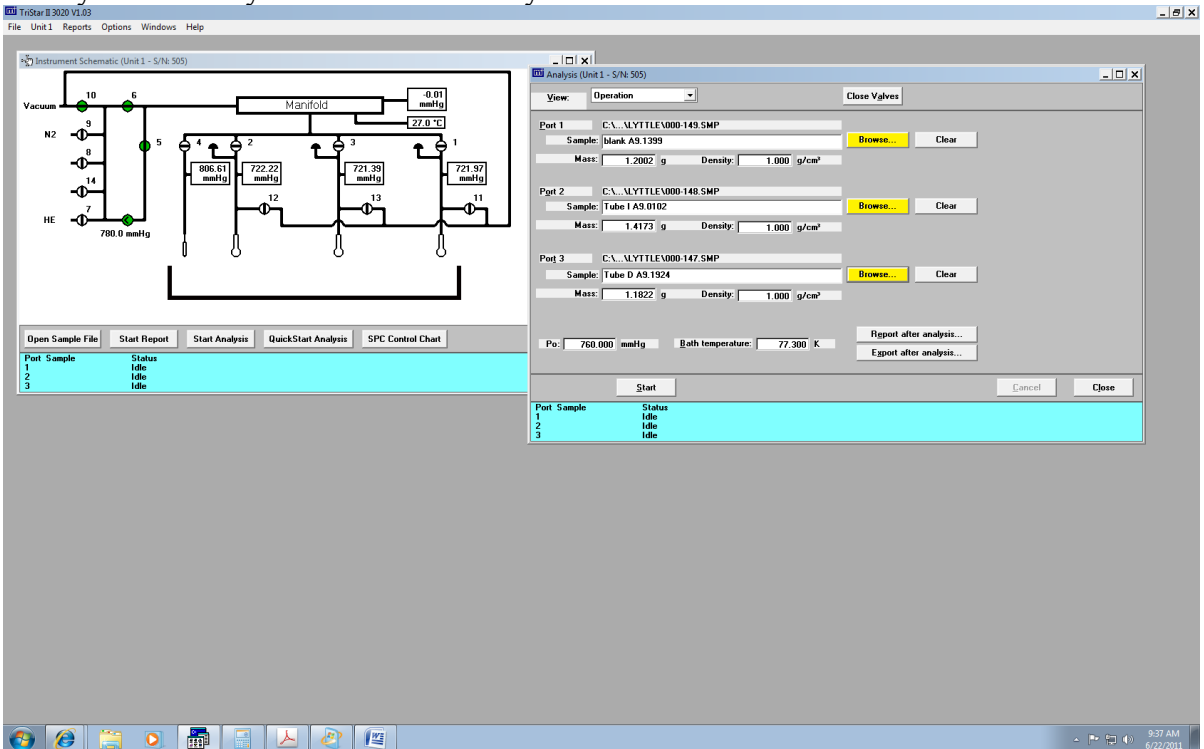 TriStar II 3020 V1.03
File Unit 1 Reports Options Windows Help
Instrument Schematic (Unit 1 - S/N: 505)
Vacuum
10
6
Manifold
-0.01
mmHg
27.0 °C
N2
9
5
4
2
3
1
8
806.61
mmHg
722.22
mmHg
721.39
mmHg
721.97
mmHg
14
12
13
11
HE
7
780.0 mmHg
Open Sample File Start Report Start Analysis QuickStart Analysis SPC Control Chart
Port Sample Status
1 Idle
2 Idle
3 Idle
Analysis (Unit 1 - S/N: 505)
View: Operation Close Valves
Port 1 C:\...\LYTTLE\000-149.SMP
Sample: blank A9.1399 Browse... Clear
Mass: 1.2002 g Density: 1.000 g/cm³
Port 2 C:\...\LYTTLE\000-148.SMP
Sample: Tube I A9.0102 Browse... Clear
Mass: 1.4173 g Density: 1.000 g/cm³
Port 3 C:\...\LYTTLE\000-147.SMP
Sample: Tube D A9.1924 Browse... Clear
Mass: 1.1822 g Density: 1.000 g/cm³
Po: 760.000 mmHg Bath temperature: 77.300 K
Report after analysis...
Export after analysis...
Start Cancel Close
Port Sample Status
1 Idle
2 Idle
3 Idle
9:37 AM
6/22/2011